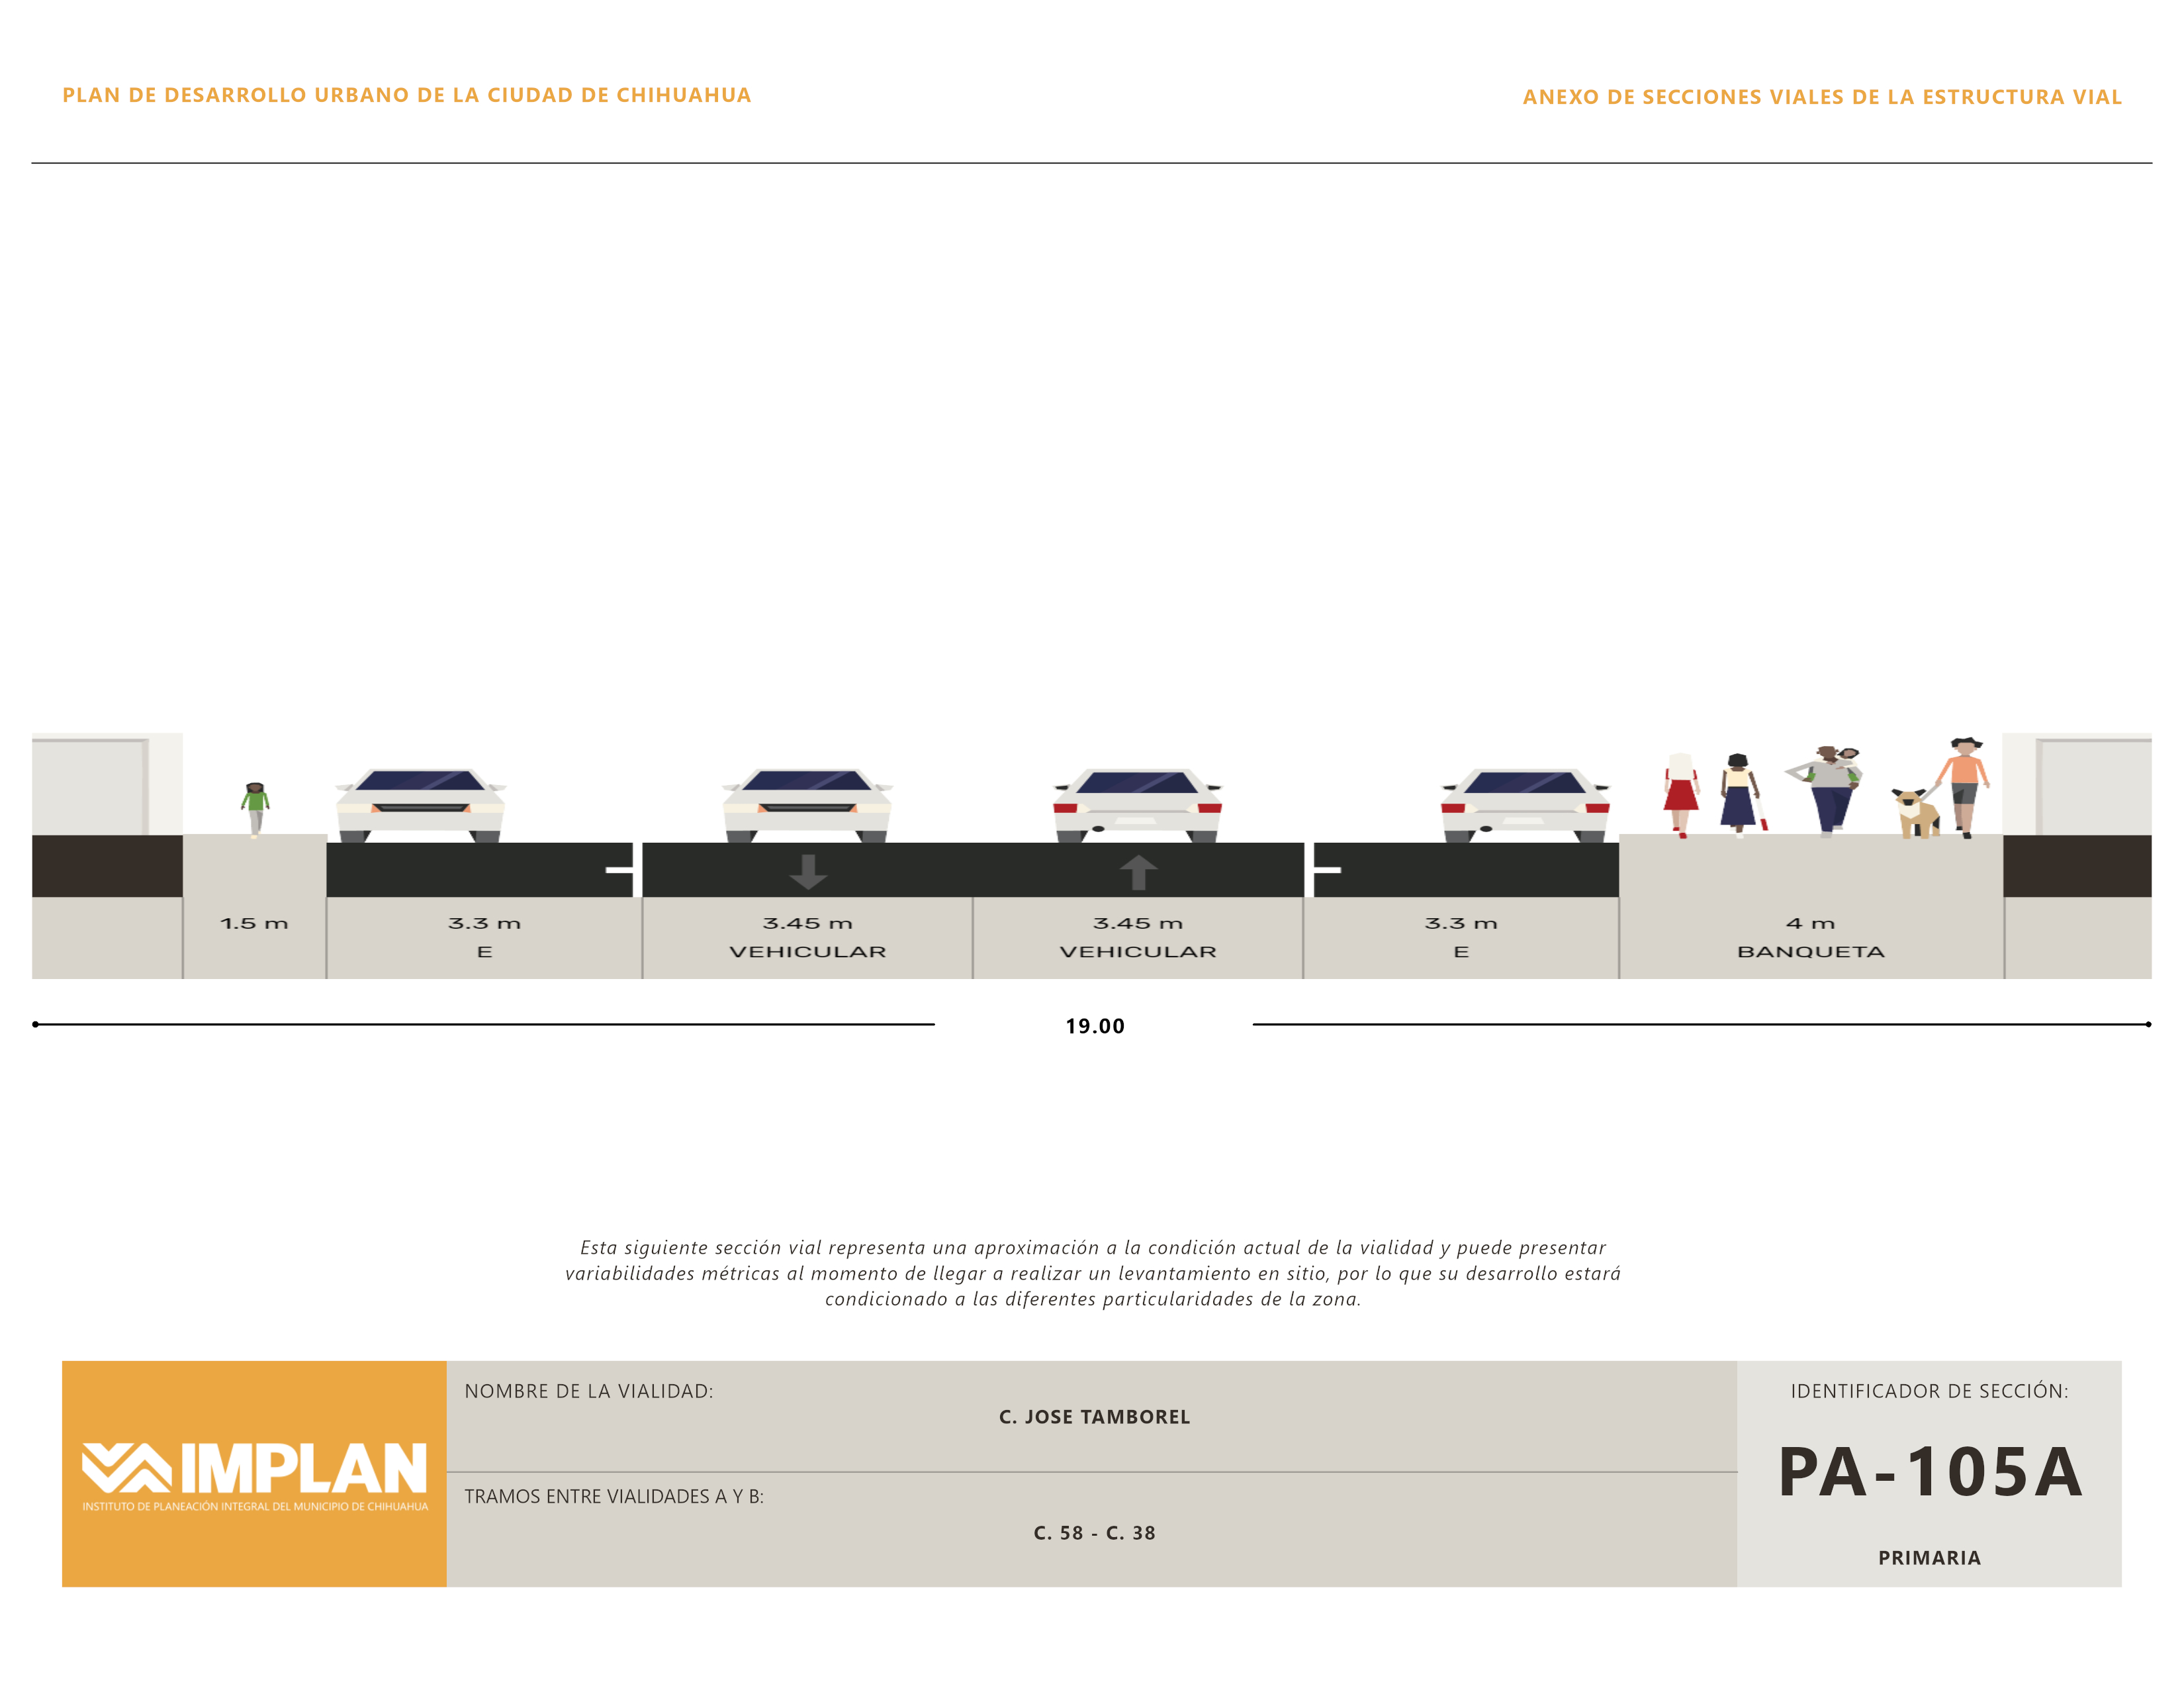 PLAN DE DESARROLLO URBANO DE LA CIUDAD DE CHIHUAHUA
ANEXO DE SECCIONES VIALES DE LA ESTRUCTURA VIAL
1.5 m
3.3 m
E
3.45 m
VEHICULAR
3.45 m
VEHICULAR
3.3 m
E
4 m
BANQUETA
19.00
Esta siguiente sección vial representa una aproximación a la condición actual de la vialidad y puede presentar
variabilidades métricas al momento de llegar a realizar un levantamiento en sitio, por lo que su desarrollo estará
condicionado a las diferentes particularidades de la zona.
IMPLAN
INSTITUTO DE PLANEACIÓN INTEGRAL DEL MUNICIPIO DE CHIHUAHUA
NOMBRE DE LA VIALIDAD:
C. JOSE TAMBOREL
TRAMOS ENTRE VIALIDADES A Y B:
C. 58 - C. 38
IDENTIFICADOR DE SECCIÓN:
PA-105A
PRIMARIA